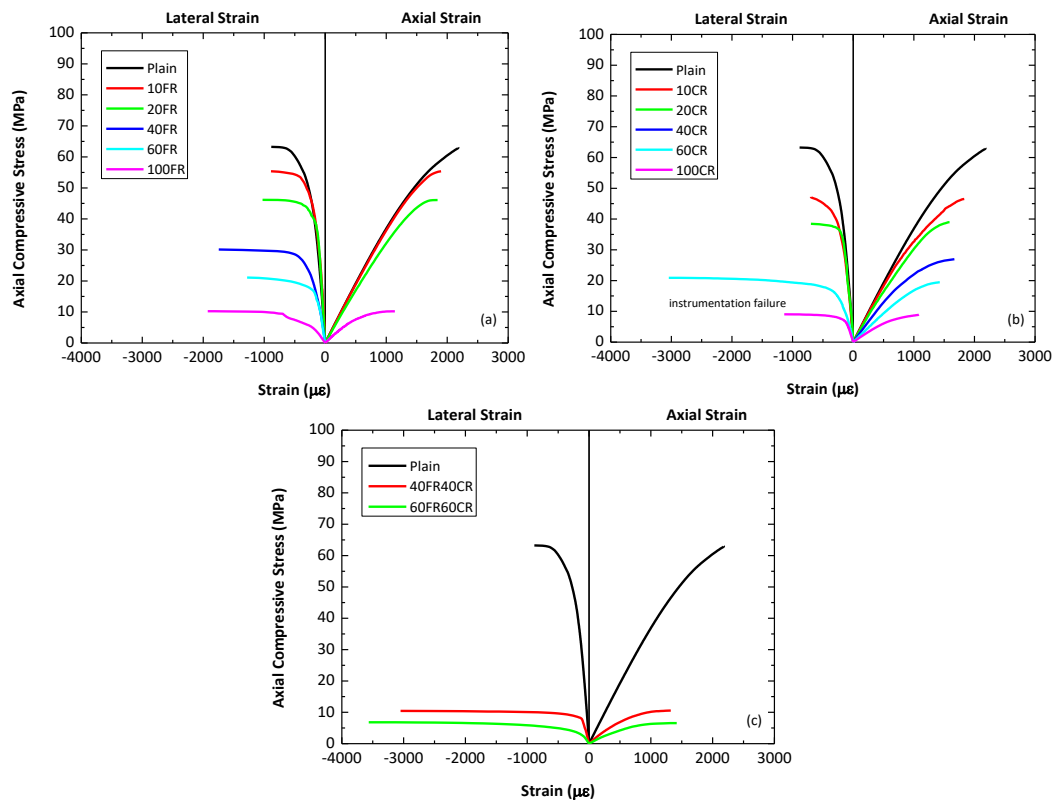 Lateral Strain Axial Strain
100
90
80
70
60
50
40
30
20
10
0
Axial Compressive Stress (MPa)
Plain
10FR
20FR
40FR
60FR
100FR
(a)
-4000 -3000 -2000 -1000 0 1000 2000 3000
Strain (με)
Lateral Strain Axial Strain
100
90
80
70
60
50
40
30
20
10
0
Axial Compressive Stress (MPa)
Plain
10CR
20CR
40CR
60CR
100CR
instrumentation failure
(b)
-4000 -3000 -2000 -1000 0 1000 2000 3000
Strain (με)
Lateral Strain Axial Strain
100
90
80
70
60
50
40
30
20
10
0
Axial Compressive Stress (MPa)
Plain
40FR40CR
60FR60CR
(c)
-4000 -3000 -2000 -1000 0 1000 2000 3000
Strain (με)